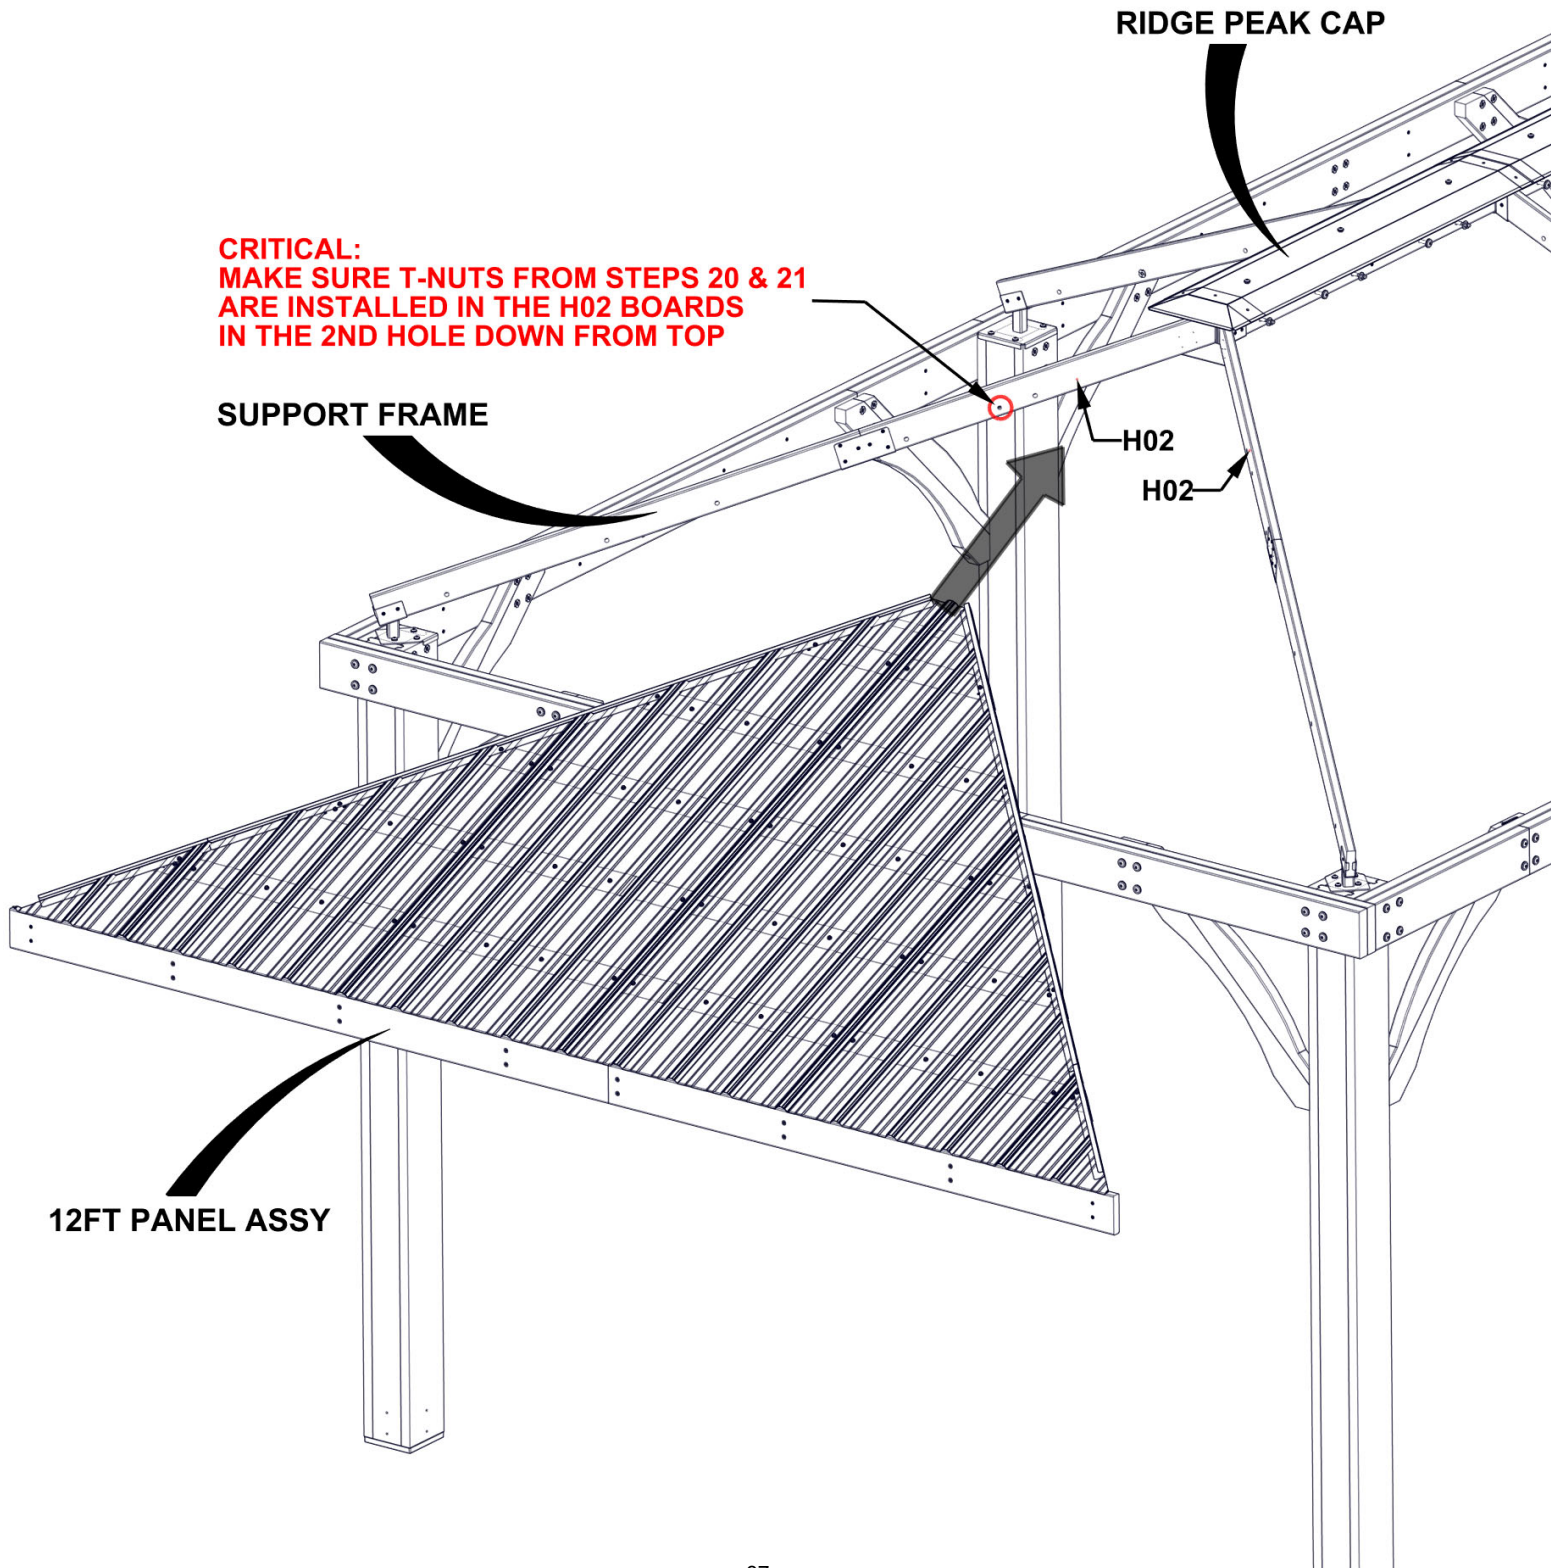 RIDGE PEAK CAP
CRITICAL:
MAKE SURE T-NUTS FROM STEPS 20 & 21
ARE INSTALLED IN THE H02 BOARDS
IN THE 2ND HOLE DOWN FROM TOP
SUPPORT FRAME
H02
H02
12FT PANEL ASSY